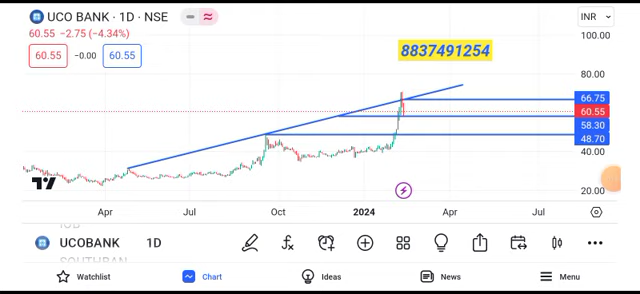 UCO BANK · 1D · NSE
INR
60.55 −2.75 (−4.34%)
60.55 −0.00 60.55
8837491254
100.00
80.00
66.75
60.55
58.30
48.70
40.00
20.00
Apr Jul Oct 2024 Apr Jul
UCOBANK 1D
Watchlist Chart Ideas News Menu